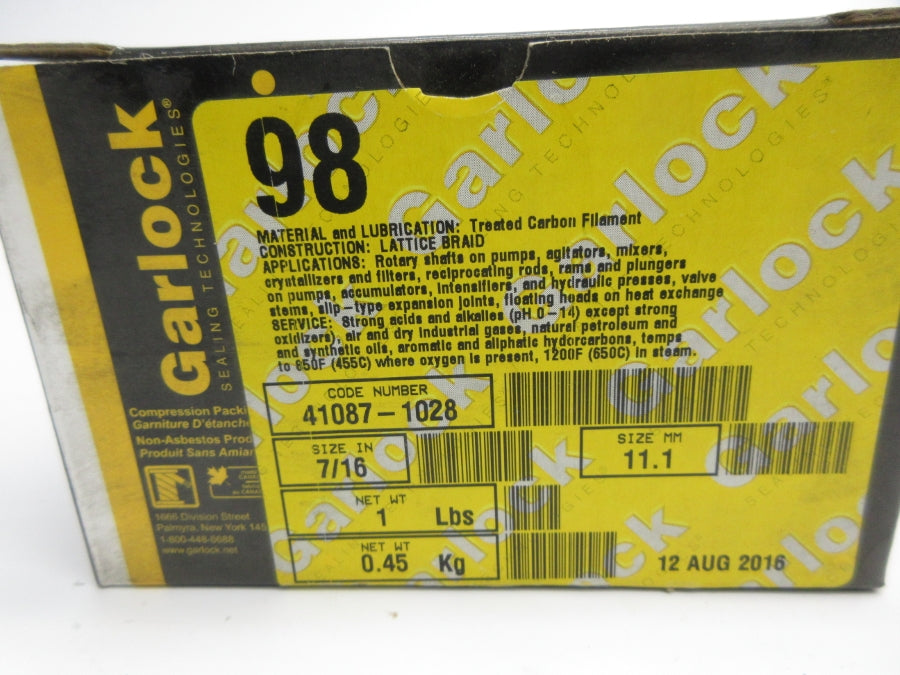 Garlock
SEALING TECHNOLOGIES®
98
MATERIAL and LUBRICATION: Treated Carbon Filament
CONSTRUCTION: LATTICE BRAID
APPLICATIONS: Rotary shafts on pumps, agitators, mixers,
crystallizers and filters, reciprocating rods, rams and plungers
on pumps, accumulators, intensifiers, and hydraulic presses, valve
stems, slip-type expansion joints, floating heads on heat exchange
SERVICE: Strong acids and alkalies (pH 0-14) except strong
oxidizers), air and dry industrial gases, natural petroleum and
and synthetic oils, aromatic and aliphatic hydorcarbons, temps
to 850F (455C) where oxygen is present, 1200F (650C) in steam.
CODE NUMBER
41087-1028
SIZE IN
7/16
SIZE MM
11.1
NET WT
1 Lbs
NET WT
0.45 Kg
12 AUG 2016
Compression Packi
Garniture D'étanche
Non-Asbestos Prod
Produit Sans Amian
1666 Division Street
Palmyra, New York 145
1-800-448-6688
www.garlock.net